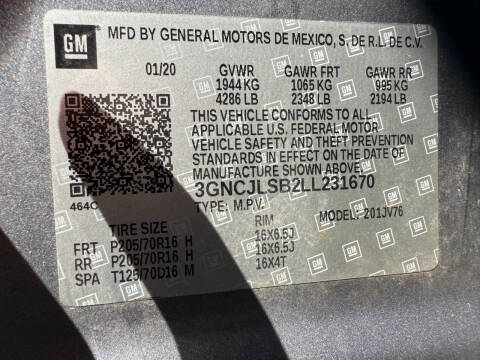 GM MFD BY GENERAL MOTORS DE MEXICO, S. DE R.L. DE C.V.
01/20 GVWR GAWR FRT GAWR RR
1944 KG 1065 KG 995 KG
4286 LB 2348 LB 2194 LB
THIS VEHICLE CONFORMS TO ALL
APPLICABLE U.S. FEDERAL MOTOR
VEHICLE SAFETY AND THEFT PREVENTION
STANDARDS IN EFFECT ON THE DATE OF
MANUFACTURE SHOWN ABOVE.
3GNCJLSB2LL231670
464C TYPE: M.P.V. MODEL: 201JV76
TIRE SIZE RIM
FRT P205/70R16 H 16X6.5J
RR P205/70R16 H 16X6.5J
SPA T125/70D16 M 16X4T